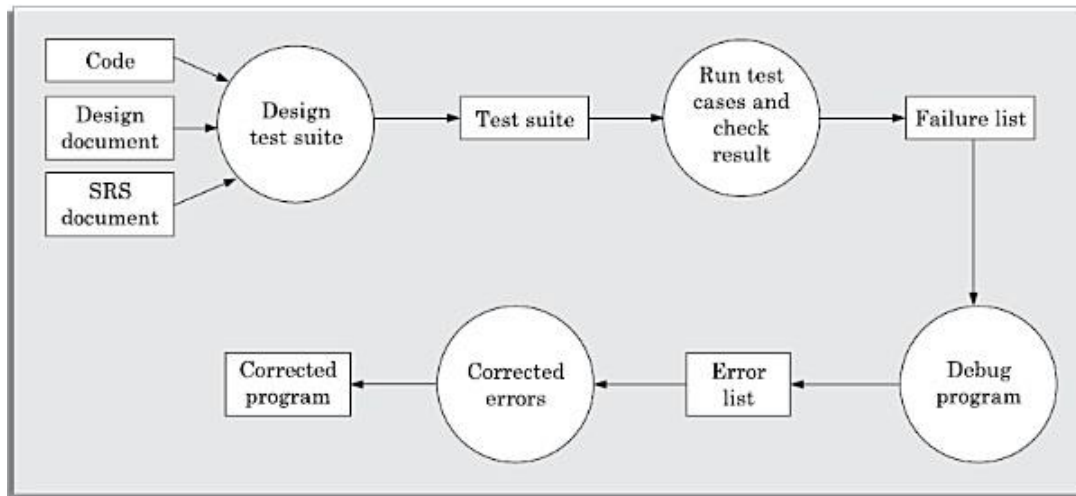 Code
Design
document
SRS
document
Design
test suite
Test suite
Run test
cases and
check
result
Failure list
Debug
program
Error
list
Corrected
errors
Corrected
program